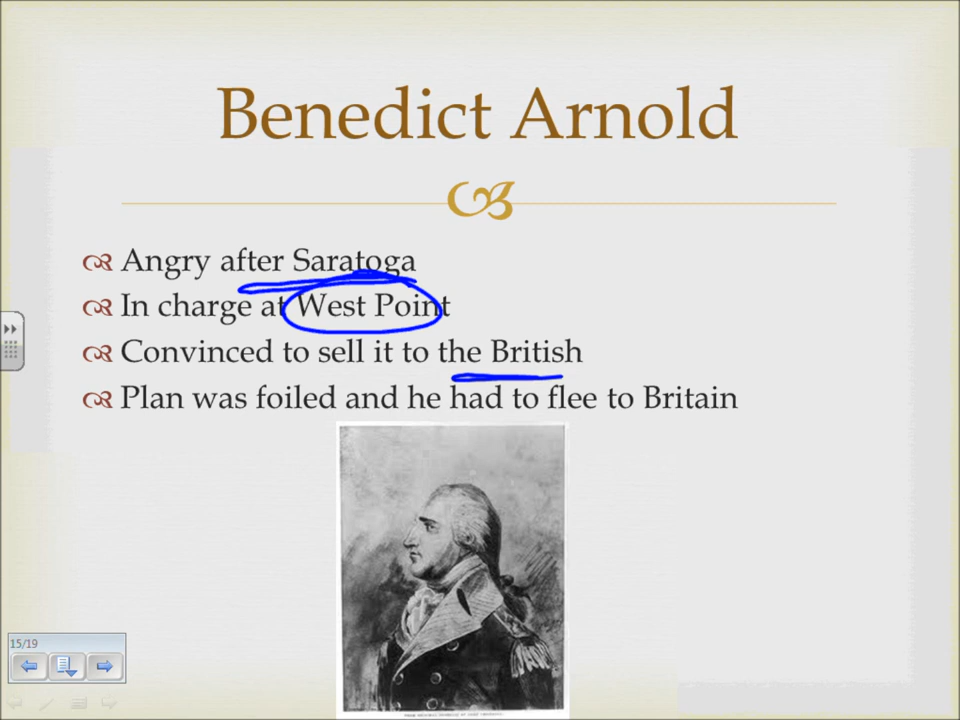 Benedict Arnold
Angry after Saratoga
In charge at West Point
Convinced to sell it to the British
Plan was foiled and he had to flee to Britain
15/19